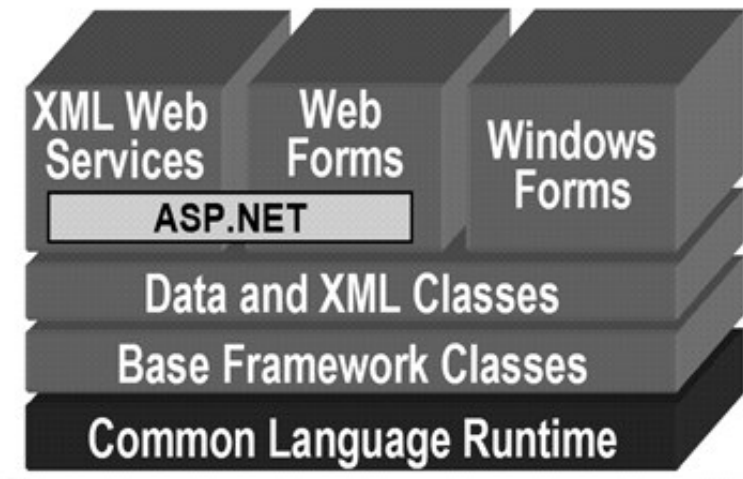 XML Web
Services
Web
Forms
Windows
Forms
ASP.NET
Data and XML Classes
Base Framework Classes
Common Language Runtime